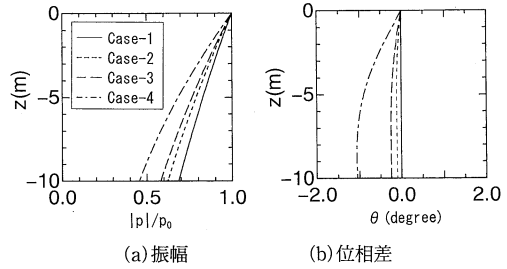 Case-1
Case-2
Case-3
Case-4
z(m)
0
-5
-10
0.0
0.5
1.0
|p|/p₀
(a)振幅
z(m)
0
-5
-10
-2.0
0.0
2.0
θ (degree)
(b)位相差